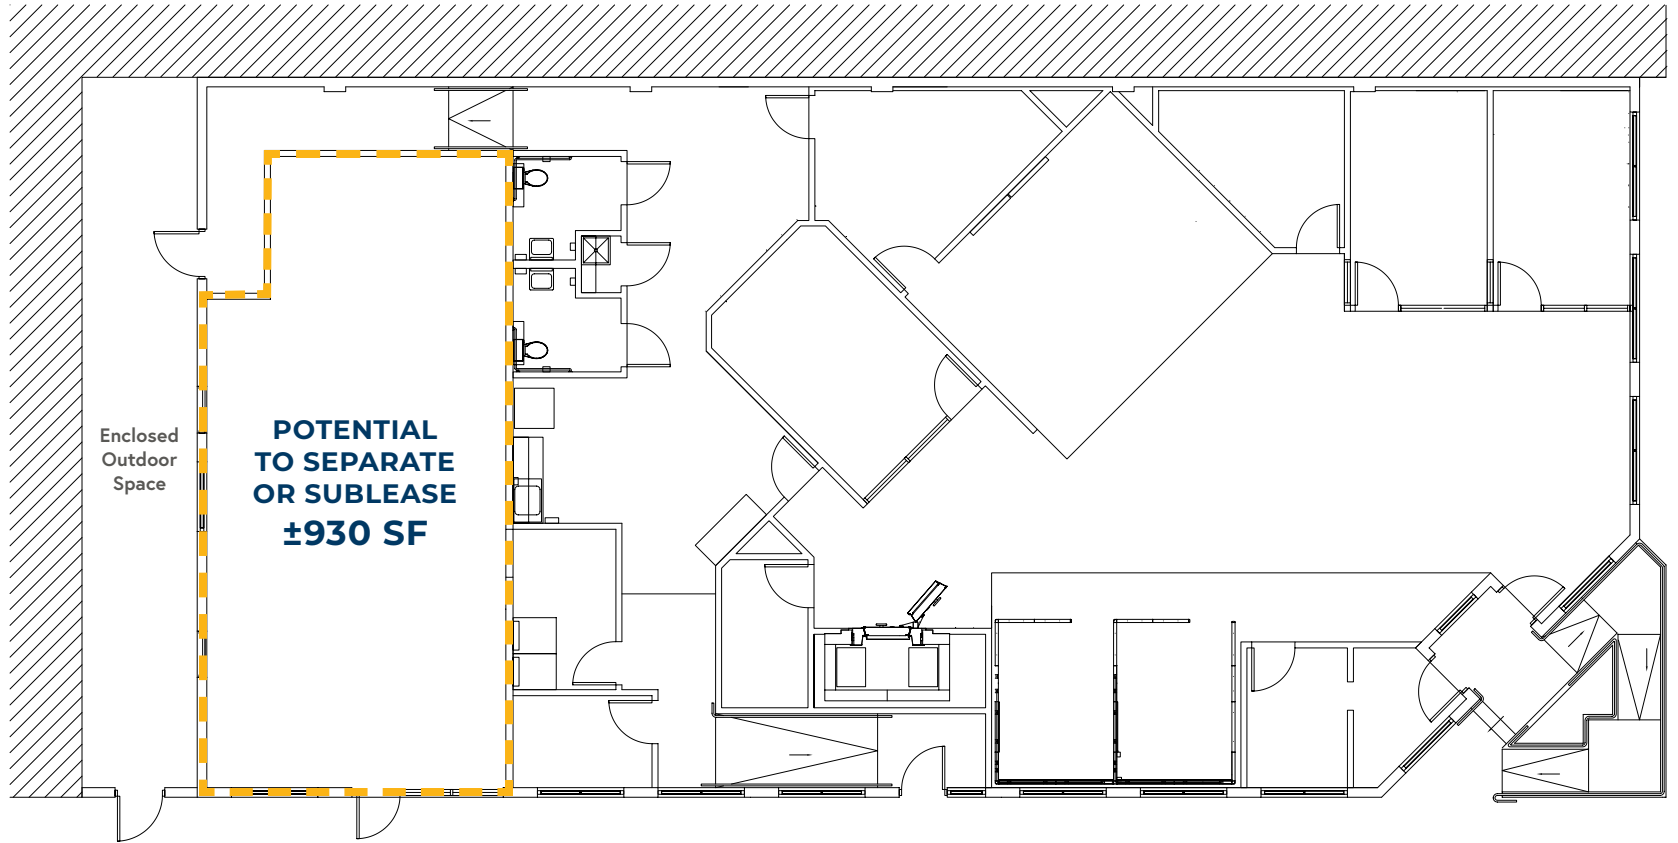 Enclosed
Outdoor
Space
POTENTIAL
TO SEPARATE
OR SUBLEASE
±930 SF